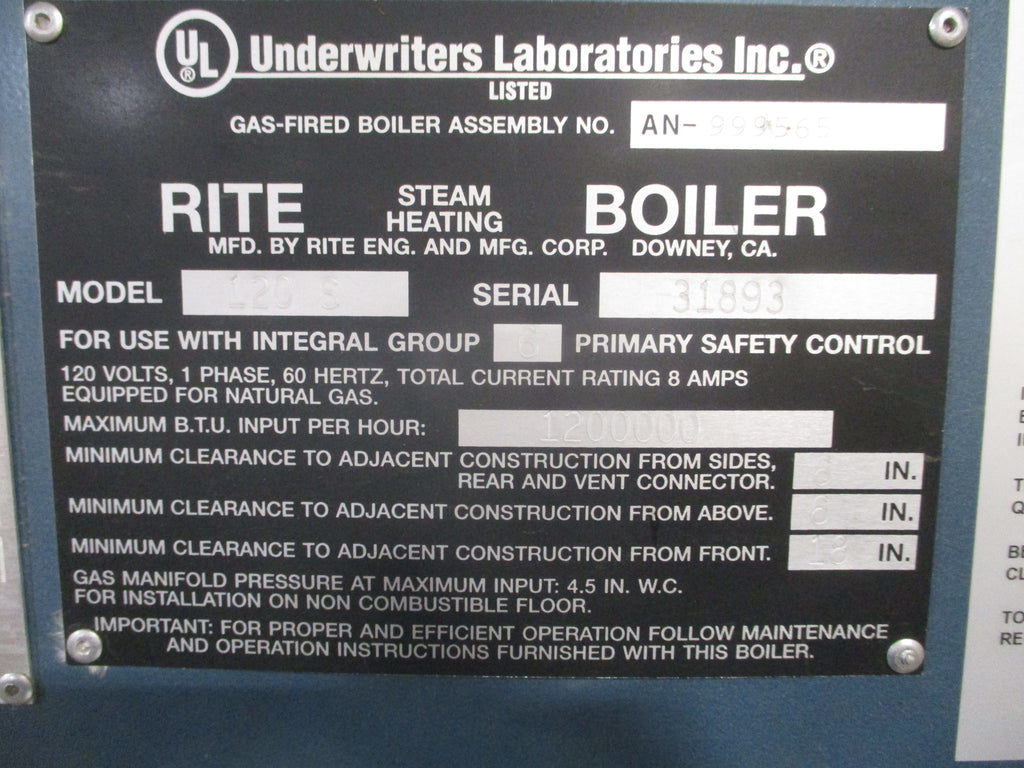 UL® Underwriters Laboratories Inc.®
LISTED
GAS-FIRED BOILER ASSEMBLY NO. AN-999565
RITE STEAM HEATING BOILER
MFD. BY RITE ENG. AND MFG. CORP. DOWNEY, CA.
MODEL 120 S SERIAL 31893
FOR USE WITH INTEGRAL GROUP 6 PRIMARY SAFETY CONTROL
120 VOLTS, 1 PHASE, 60 HERTZ, TOTAL CURRENT RATING 8 AMPS
EQUIPPED FOR NATURAL GAS.
MAXIMUM B.T.U. INPUT PER HOUR: 1200000
MINIMUM CLEARANCE TO ADJACENT CONSTRUCTION FROM SIDES,
REAR AND VENT CONNECTOR. IN.
MINIMUM CLEARANCE TO ADJACENT CONSTRUCTION FROM ABOVE. 6 IN.
MINIMUM CLEARANCE TO ADJACENT CONSTRUCTION FROM FRONT. 18 IN.
GAS MANIFOLD PRESSURE AT MAXIMUM INPUT: 4.5 IN. W.C.
FOR INSTALLATION ON NON COMBUSTIBLE FLOOR.
IMPORTANT: FOR PROPER AND EFFICIENT OPERATION FOLLOW MAINTENANCE
AND OPERATION INSTRUCTIONS FURNISHED WITH THIS BOILER.